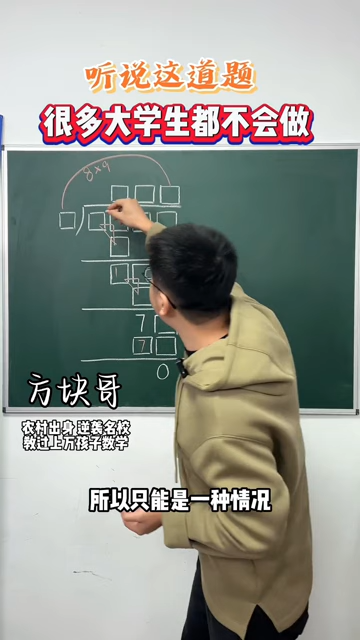 听说这道题
很多大学生都不会做
8×9
7
7
0
方块哥
农村出身 逆袭名校
教过上万孩子数学
所以只能是一种情况